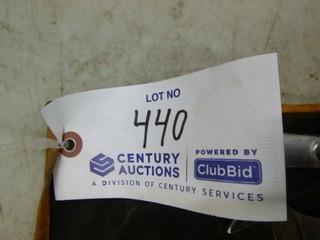 LOT NO
440
CENTURY AUCTIONS
POWERED BY
ClubBid
A DIVISION OF CENTURY SERVICES